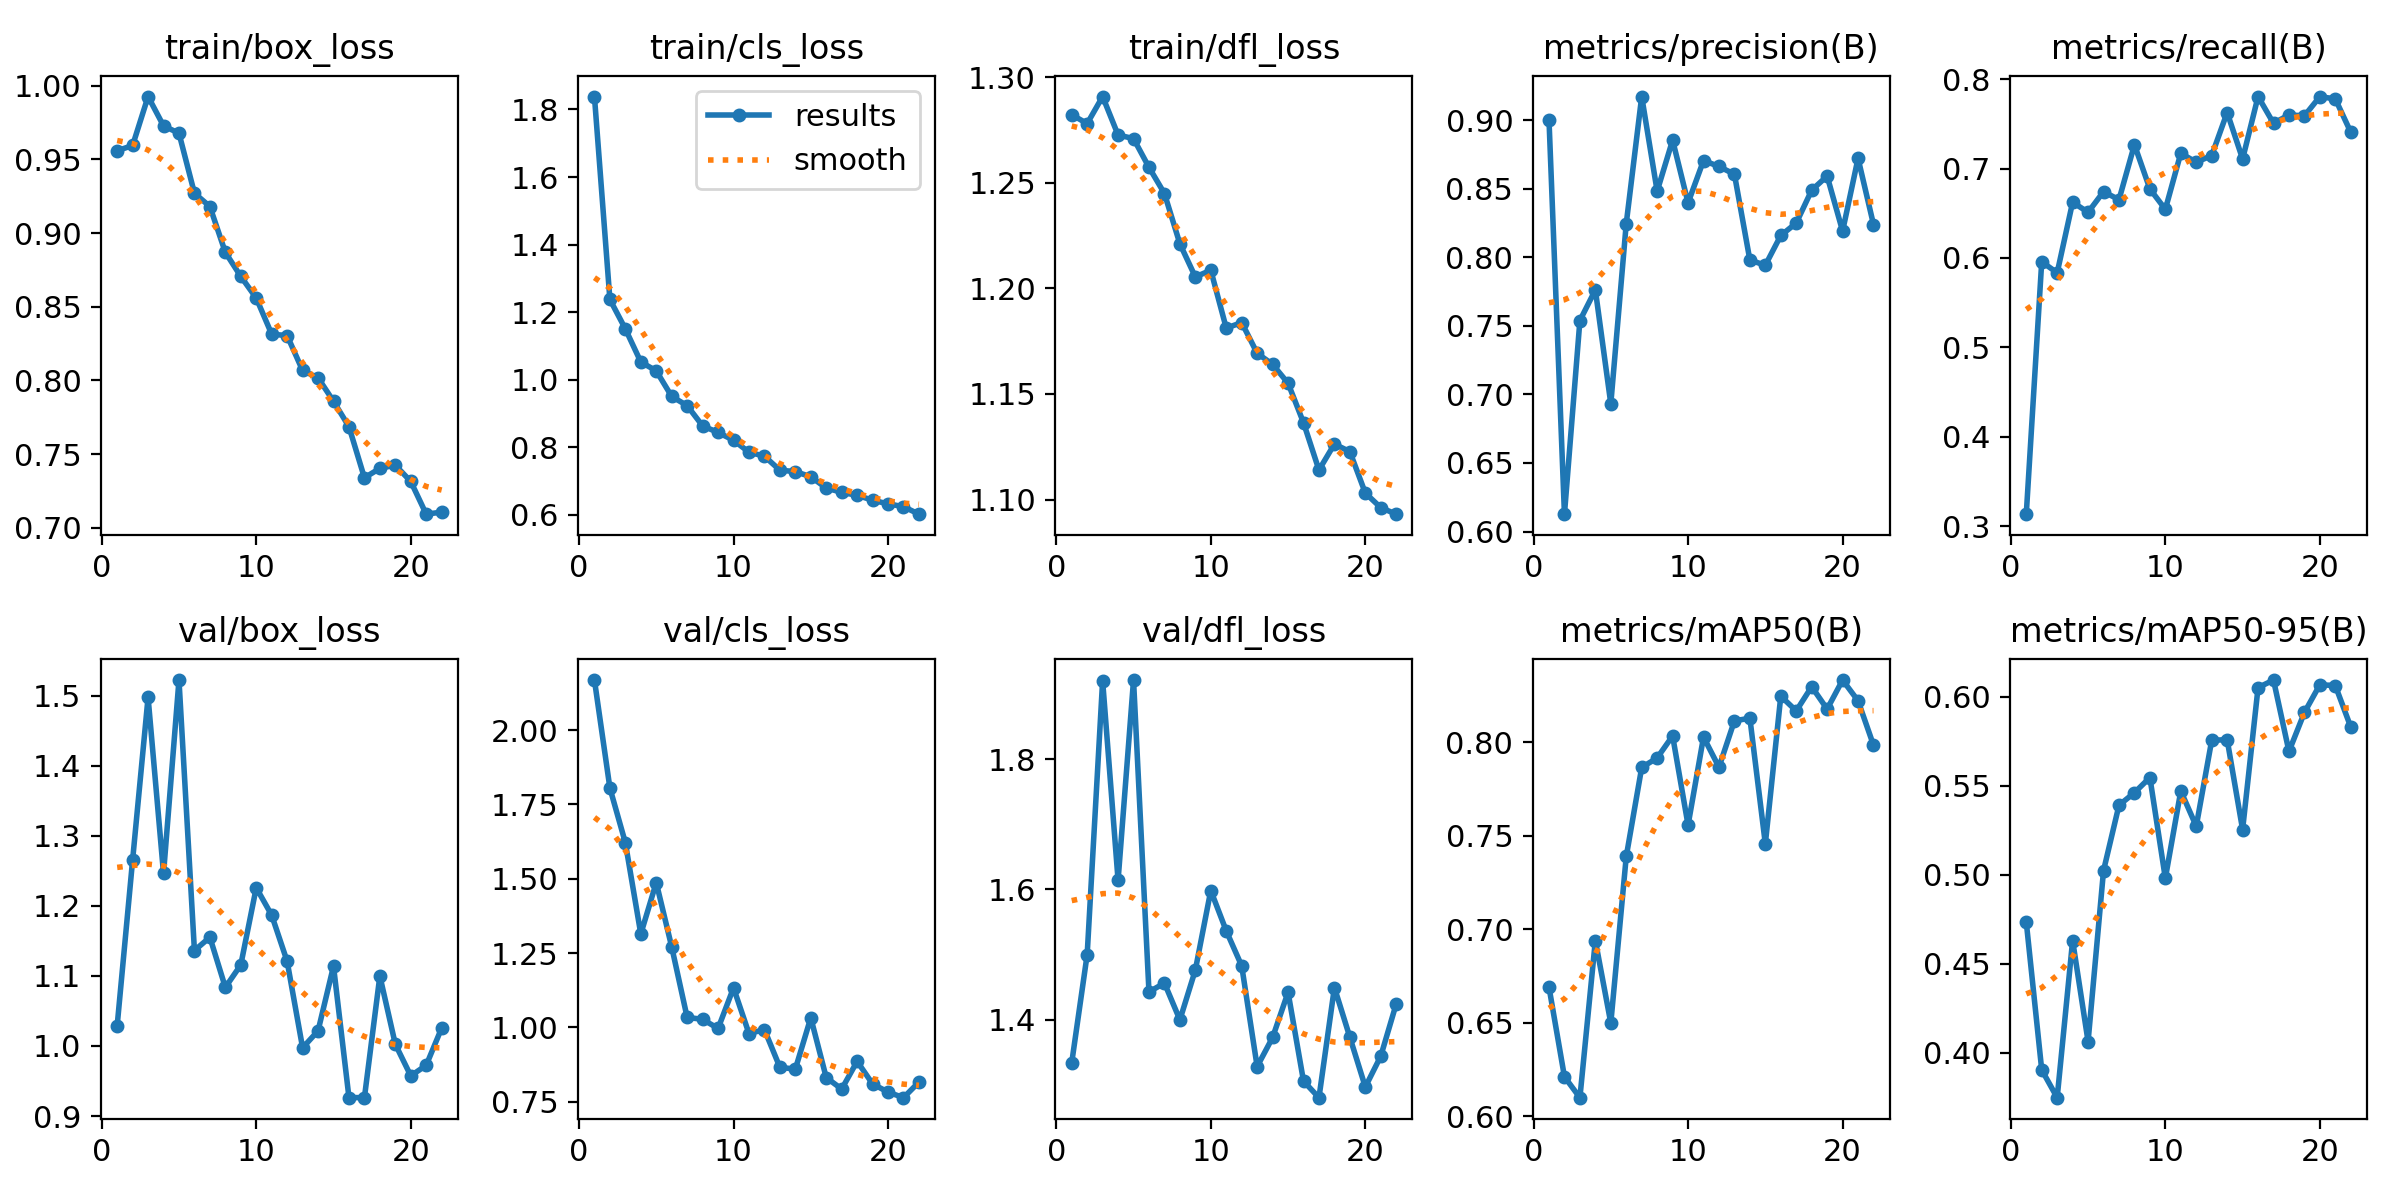 train/box_loss
1.00
0.95
0.90
0.85
0.80
0.75
0.70
0 10 20
train/cls_loss
results
smooth
1.8
1.6
1.4
1.2
1.0
0.8
0.6
0 10 20
train/dfl_loss
1.30
1.25
1.20
1.15
1.10
0 10 20
metrics/precision(B)
0.90
0.85
0.80
0.75
0.70
0.65
0.60
0 10 20
metrics/recall(B)
0.8
0.7
0.6
0.5
0.4
0.3
0 10 20
val/box_loss
1.5
1.4
1.3
1.2
1.1
1.0
0.9
0 10 20
val/cls_loss
2.00
1.75
1.50
1.25
1.00
0.75
0 10 20
val/dfl_loss
1.8
1.6
1.4
0 10 20
metrics/mAP50(B)
0.80
0.75
0.70
0.65
0.60
0 10 20
metrics/mAP50-95(B)
0.60
0.55
0.50
0.45
0.40
0 10 20